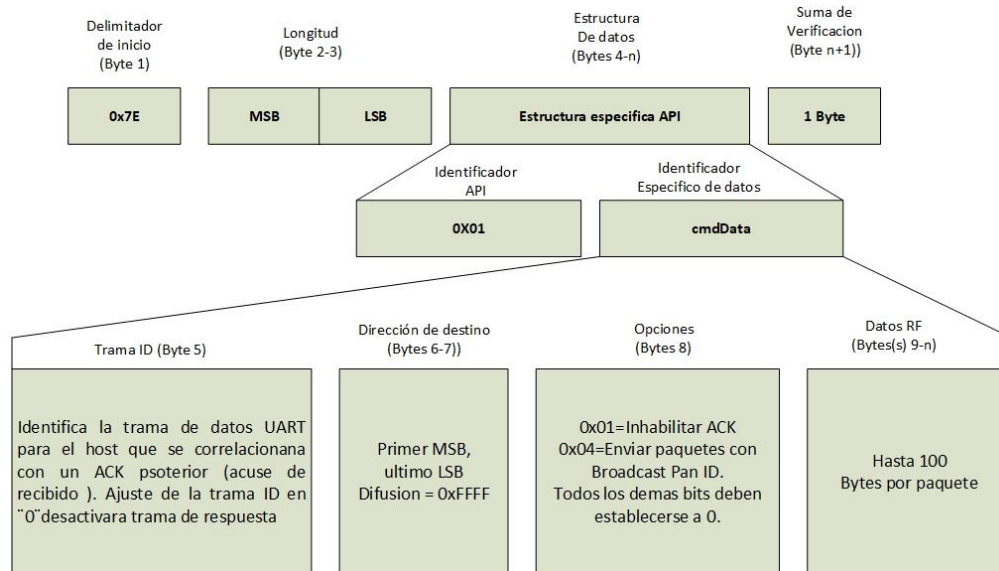 Delimitador
de inicio
(Byte 1)
Longitud
(Byte 2-3)
Estructura
De datos
(Bytes 4-n)
Suma de
Verificacion
(Byte n+1))
0x7E
MSB
LSB
Estructura especifica API
1 Byte
Identificador
API
Identificador
Especifico de datos
0X01
cmdData
Trama ID (Byte 5)
Dirección de destino
(Bytes 6-7))
Opciones
(Bytes 8)
Datos RF
(Bytes(s) 9-n)
Identifica la trama de datos UART
para el host que se correlacionana
con un ACK psoterior (acuse de
recibido ). Ajuste de la trama ID en
¨0¨desactivara trama de respuesta
Primer MSB,
ultimo LSB
Difusion = 0xFFFF
0x01=Inhabilitar ACK
0x04=Enviar paquetes con
Broadcast Pan ID.
Todos los demas bits deben
establecerse a 0.
Hasta 100
Bytes por paquete